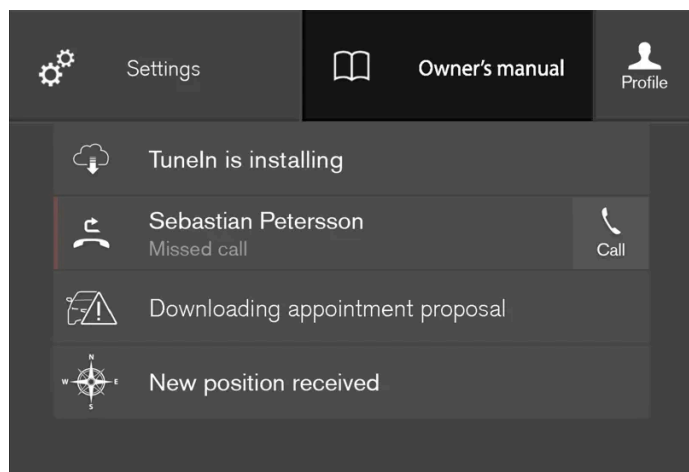 Settings
Owner's manual
Profile
TuneIn is installing
Sebastian Petersson
Missed call
Call
Downloading appointment proposal
N
W E
S
New position received